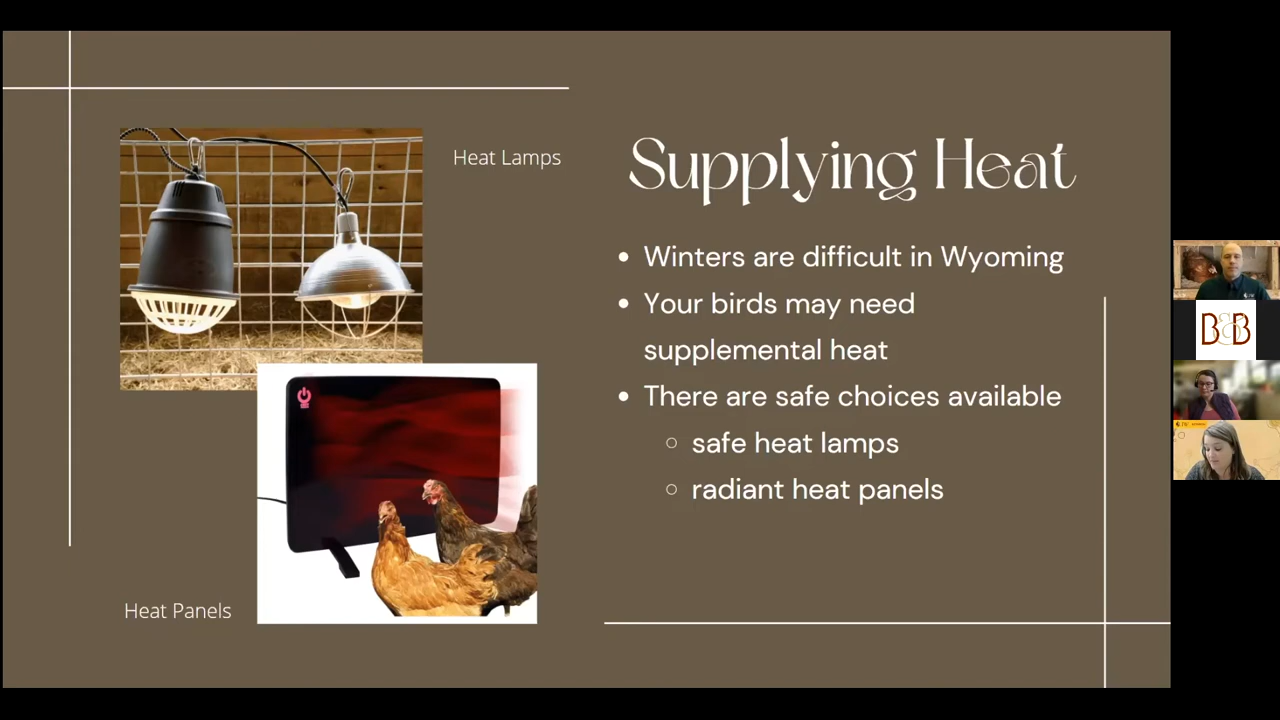 Heat Lamps
Supplying Heat
Winters are difficult in Wyoming
Your birds may need
supplemental heat
There are safe choices available
safe heat lamps
radiant heat panels
Heat Panels
B&B